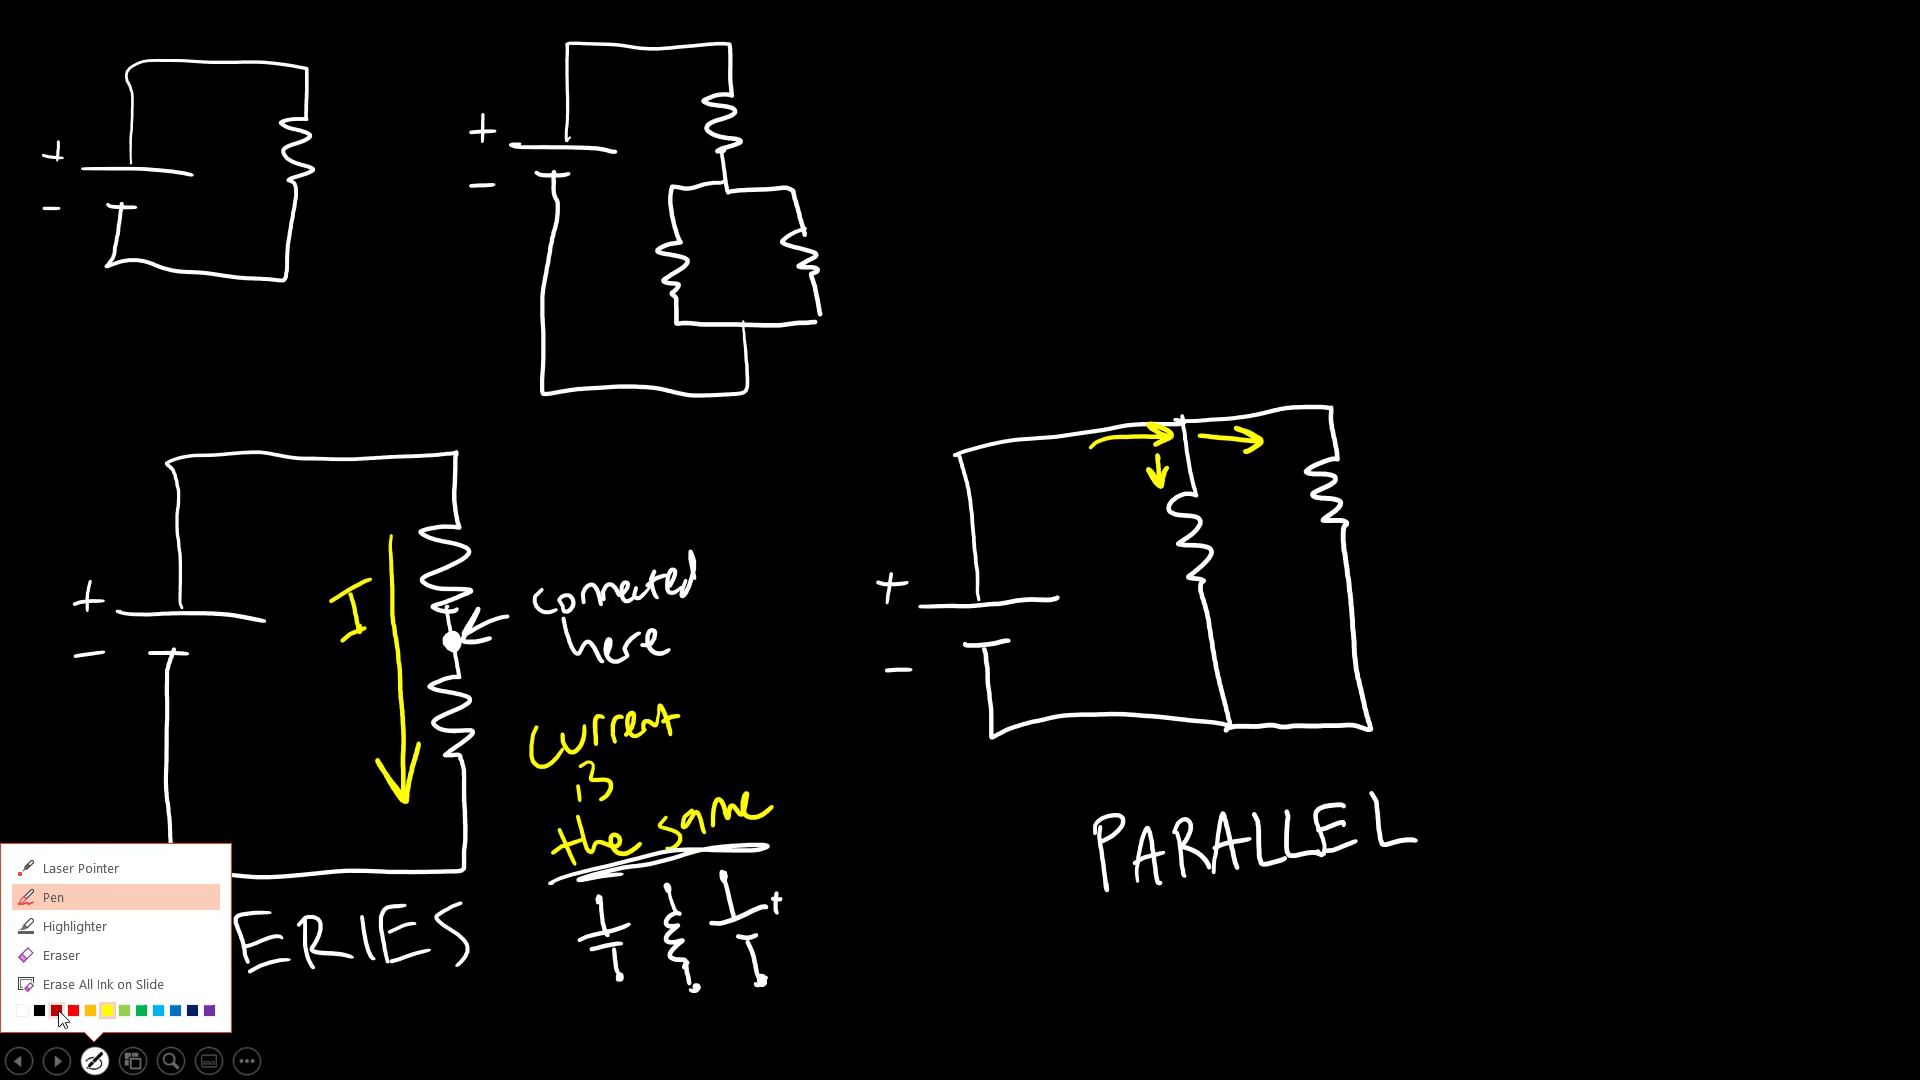 +
-
+
-
+
-
I
connected
here
Current
is
the same
+
ERIES
+
-
PARALLEL
Laser Pointer
Pen
Highlighter
Eraser
Erase All Ink on Slide